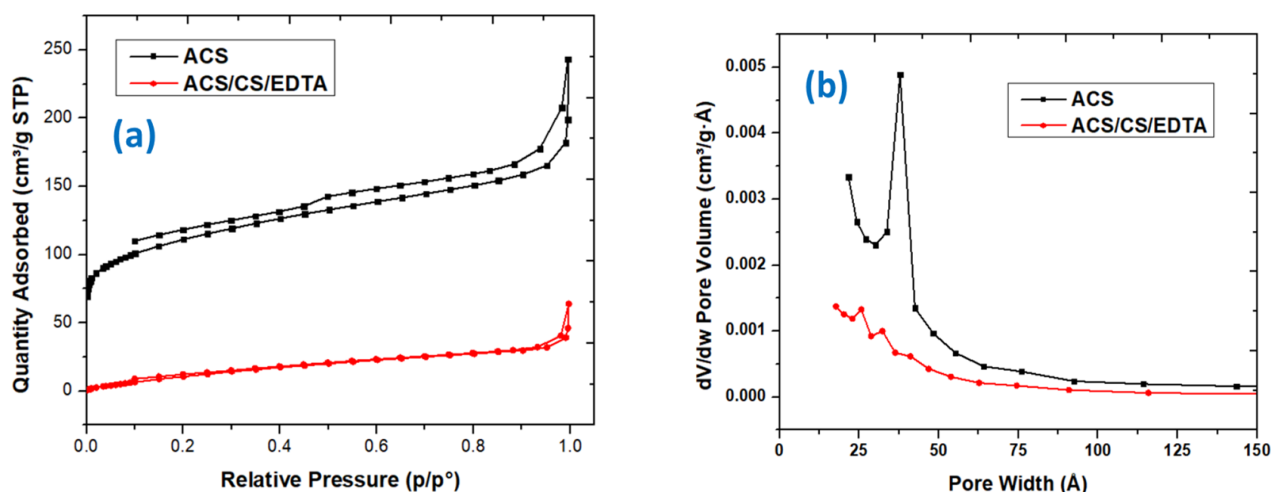 250
200
150
100
50
0
Quantity Adsorbed (cm³/g STP)
ACS
ACS/CS/EDTA
(a)
0.0 0.2 0.4 0.6 0.8 1.0
Relative Pressure (p/p°)
0.005
0.004
0.003
0.002
0.001
0.000
dV/dw Pore Volume (cm³/g·Å)
(b)
ACS
ACS/CS/EDTA
0 25 50 75 100 125 150
Pore Width (Å)